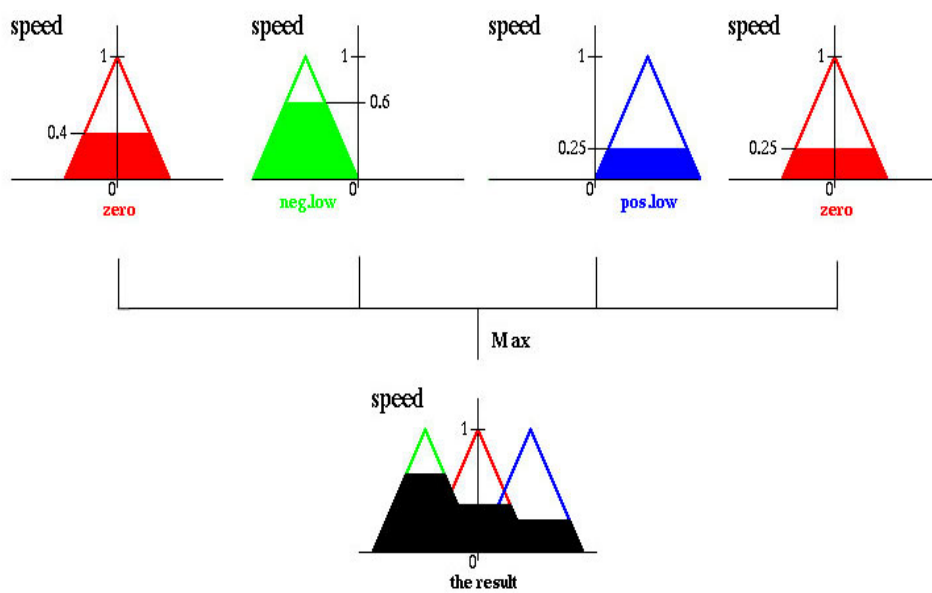 speed
1
0.4
0
zero
speed
1
0.6
0
neg.low
speed
1
0.25
0
pos.low
speed
1
0.25
0
zero
Max
speed
1
0
the result